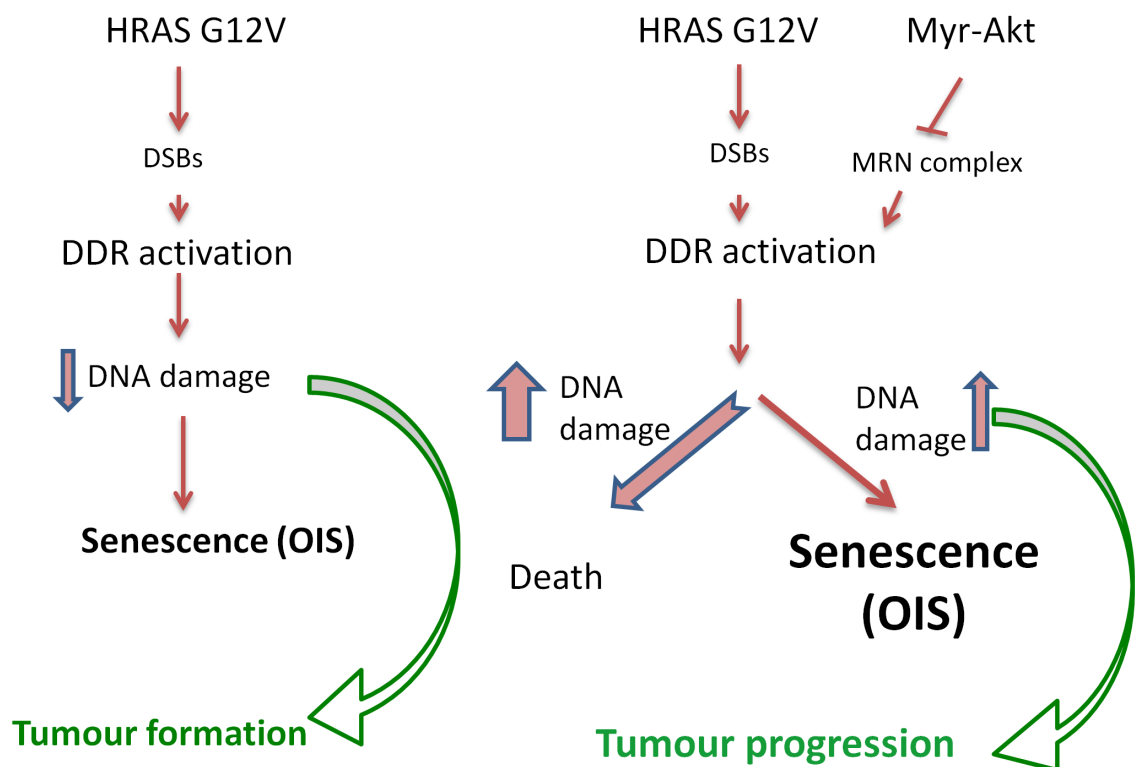 HRAS G12V
DSBs
DDR activation
DNA damage
Senescence (OIS)
Tumour formation
HRAS G12V
Myr-Akt
DSBs
MRN complex
DDR activation
DNA
damage
DNA
damage
Death
Senescence
(OIS)
Tumour progression